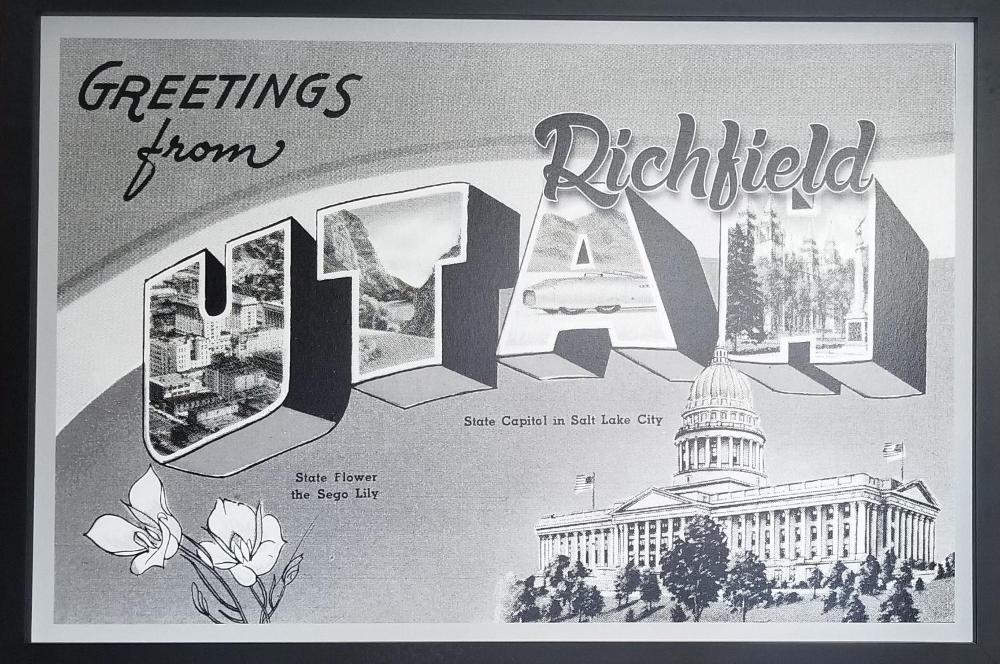 GREETINGS
from
Richfield
UTAH
State Capitol in Salt Lake City
State Flower
the Sego Lily